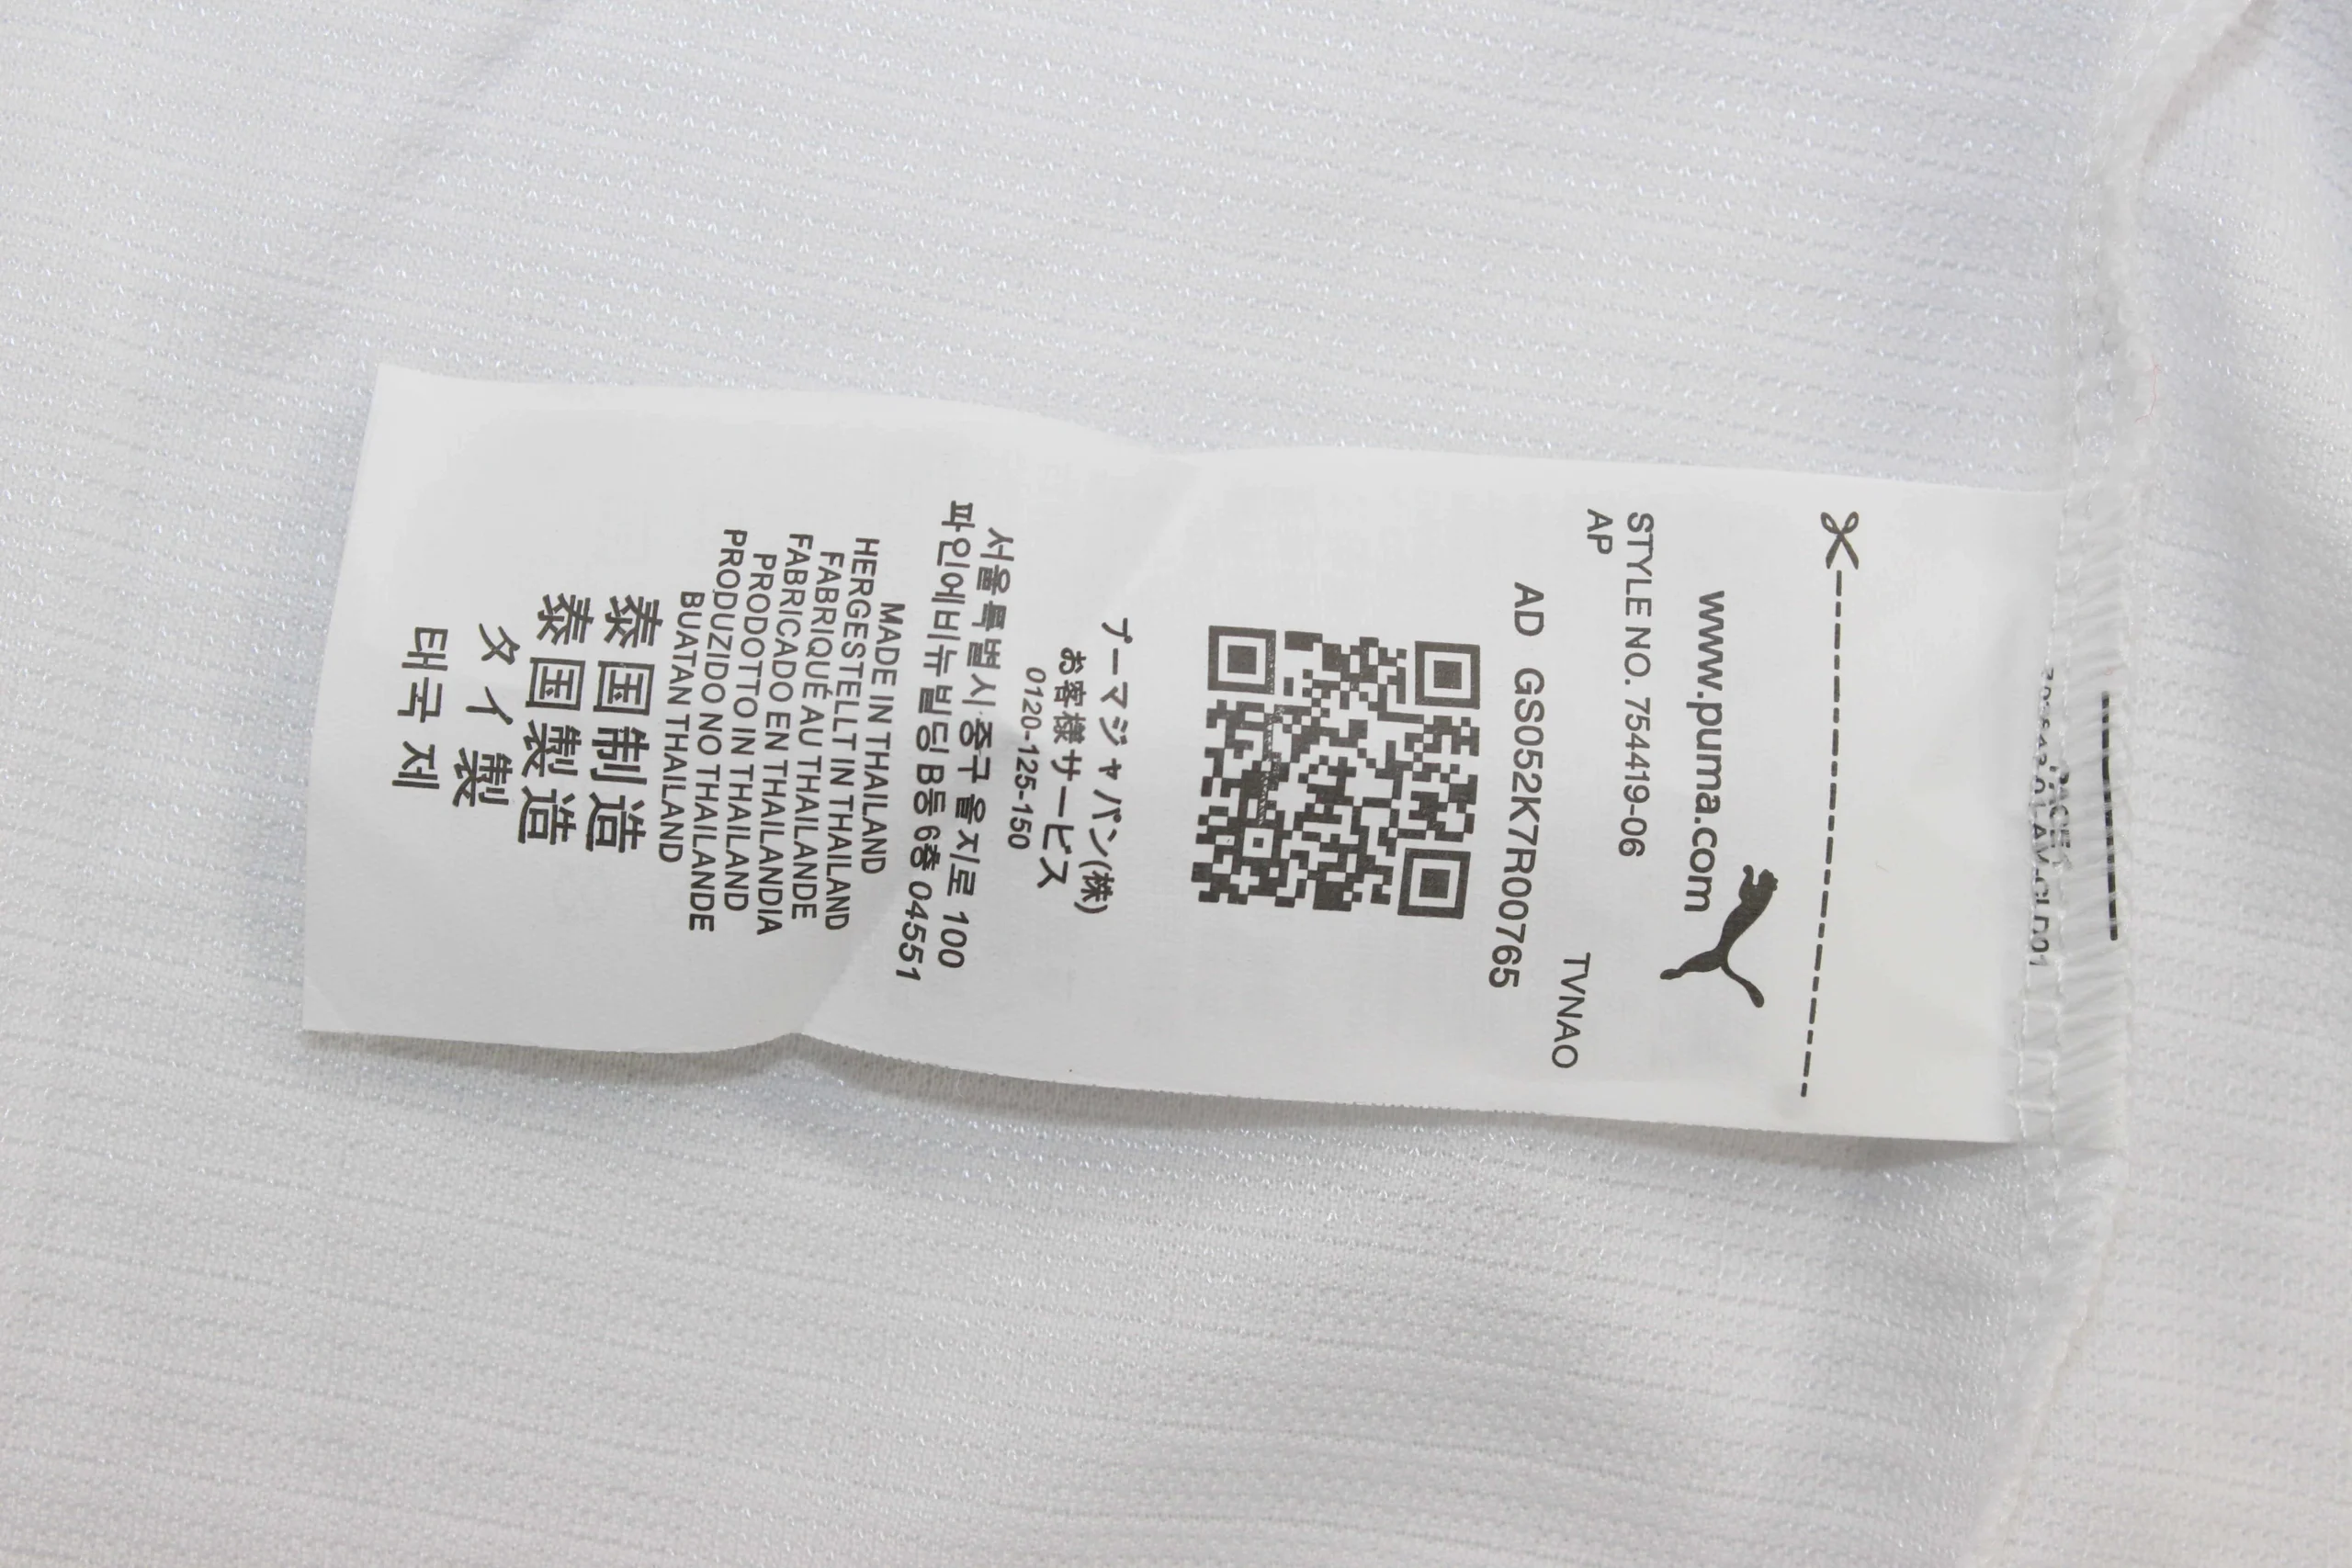 www.puma.com
STYLE NO. 754419-06
AP
TVNAO
AD GS052K7R00765
プーマジャパン(株)
お客様サービス
0120-125-150
서울특별시 중구 을지로 100
파인에비뉴빌딩 B동 6층 04551
MADE IN THAILAND
HERGESTELLT IN THAILAND
FABRIQUÉ AU THAILANDE
FABRICADO EN THAILANDIA
PRODOTTO IN THAILAND
PRODUZIDO NO THAILANDE
BUATAN THAILAND
泰国制造
泰国製造
タイ製
태국 제